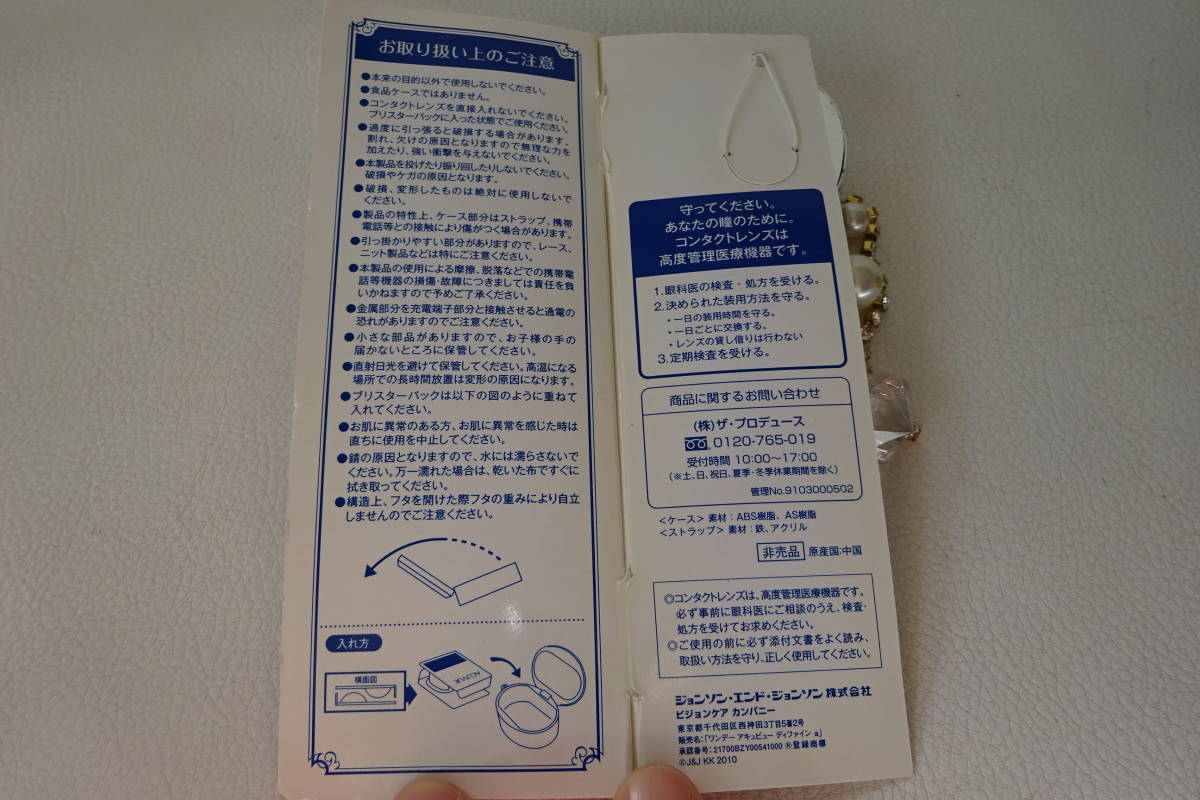 お取り扱い上のご注意
●本来の目的以外で使用しないでください。
●食品ケースではありません。
●コンタクトレンズを直接入れないでください。
ブリスターパックに入った状態でご使用ください。
●過度に引っ張ると破損する場合があります。
割れ、欠けの原因となりますので無理な力を
加えたり、強い衝撃を与えないでください。
●本製品を投げたり振り回したりしないでください。
破損やケガの原因となります。
●破損、変形したものは絶対に使用しないで
ください。
●製品の特性上、ケース部分はストラップ、携帯
電話等との接触により傷がつく場合があります。
●引っ掛かりやすい部分がありますので、レース、
ニット製品などは特にご注意ください。
●本製品の使用による摩擦、脱落などでの携帯電
話等機器の損傷・故障につきましては責任を負
いかねますので予めご了承ください。
●金属部分を充電端子部分と接触させると通電の
恐れがありますのでご注意ください。
●小さな部品がありますので、お子様の手の
届かないところに保管してください。
●直射日光を避けて保管してください。高温になる
場所での長時間放置は変形の原因になります。
●ブリスターパックは以下の図のように重ねて
入れてください。
●お肌に異常のある方、お肌に異常を感じた時は
直ちに使用を中止してください。
●錆の原因となりますので、水には濡らさないで
ください。万一濡れた場合は、乾いた布ですぐに
拭き取ってください。
●構造上、フタを開けた際フタの重みにより自立
しませんのでご注意ください。
入れ方
横面図
ACUVUE
守ってください。
あなたの瞳のために。
コンタクトレンズは
高度管理医療機器です。
1.眼科医の検査・処方を受ける。
2.決められた装用方法を守る。
・一日の装用時間を守る。
・一日ごとに交換する。
・レンズの貸し借りは行わない
3.定期検査を受ける。
商品に関するお問い合わせ
(株)ザ・プロデュース
0120-765-019
受付時間 10:00〜17:00
(※土、日、祝日、夏季・冬季休業期間を除く)
管理No.9103000502
<ケース> 素材：ABS樹脂、AS樹脂
<ストラップ> 素材：鉄、アクリル
非売品 原産国:中国
◎コンタクトレンズは、高度管理医療機器です。
必ず事前に眼科医にご相談のうえ、検査・
処方を受けてお求めください。
◎ご使用の前に必ず添付文書をよく読み、
取扱い方法を守り、正しく使用してください。
ジョンソン・エンド・ジョンソン株式会社
ビジョンケア カンパニー
東京都千代田区西神田3丁目5番2号
販売名：「ワンデー アキュビュー ディファイン a」
承認番号：21700BZY00541000 ®登録商標
©J&J KK 2010